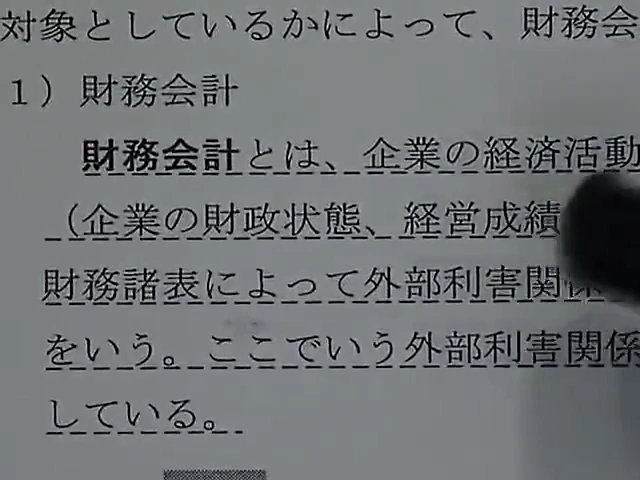 対象としているかによって、財務会
1）財務会計
財務会計とは、企業の経済活動
（企業の財政状態、経営成績
財務諸表によって外部利害関係
をいう。ここでいう外部利害関係
している。